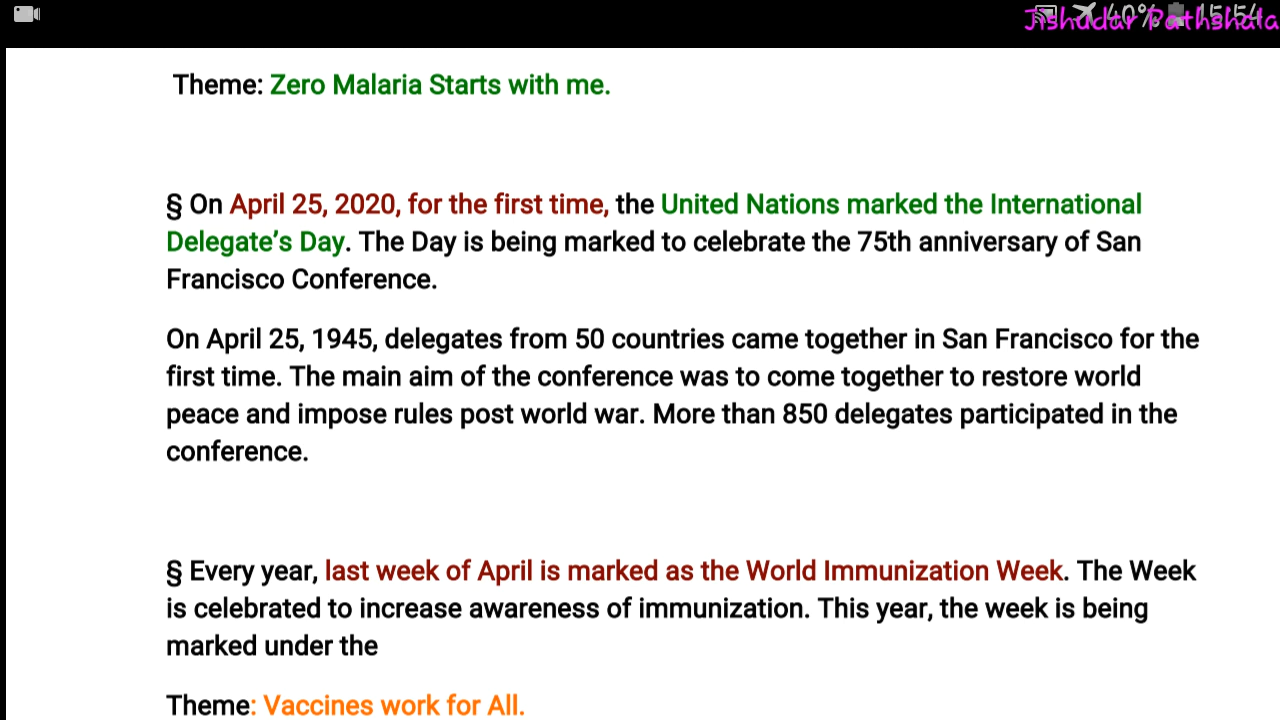 Jishudar Pathshala
40% 15:54
Theme: Zero Malaria Starts with me.
§ On April 25, 2020, for the first time, the United Nations marked the International
Delegate’s Day. The Day is being marked to celebrate the 75th anniversary of San
Francisco Conference.
On April 25, 1945, delegates from 50 countries came together in San Francisco for the
first time. The main aim of the conference was to come together to restore world
peace and impose rules post world war. More than 850 delegates participated in the
conference.
§ Every year, last week of April is marked as the World Immunization Week. The Week
is celebrated to increase awareness of immunization. This year, the week is being
marked under the
Theme: Vaccines work for All.